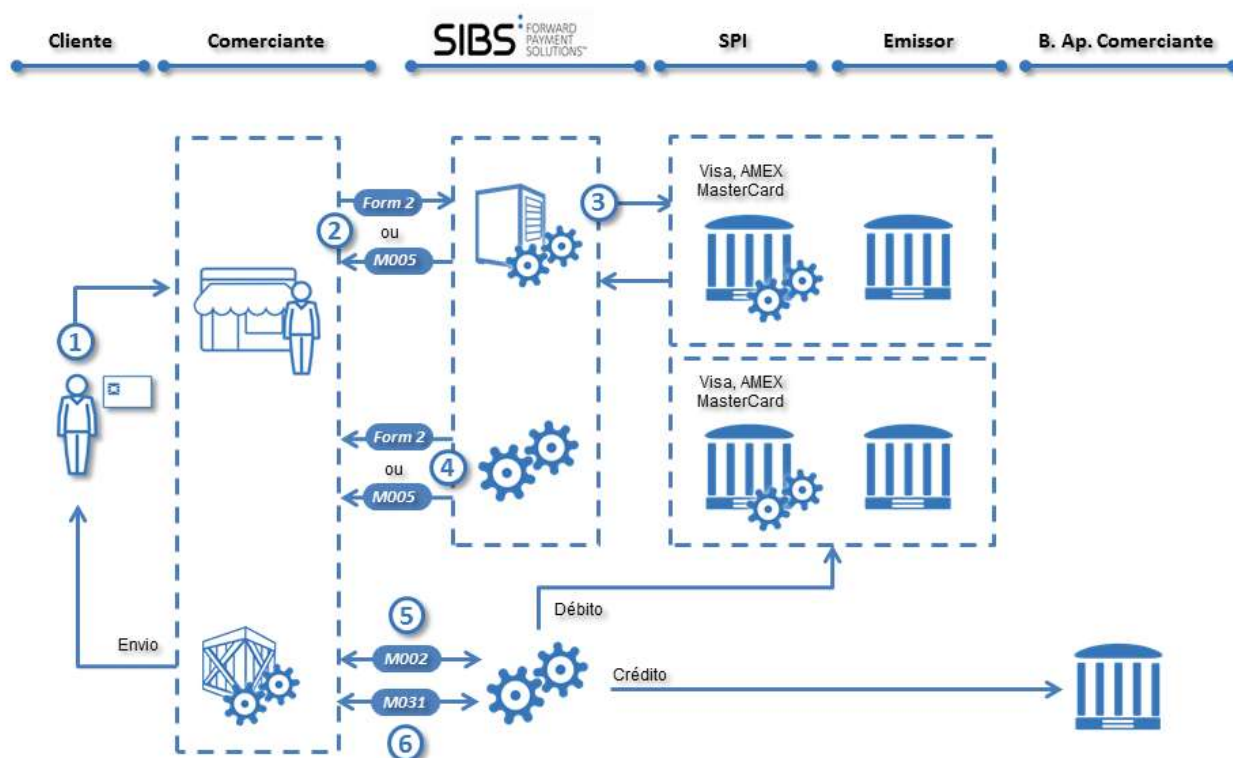 Cliente
Comerciante
SIBS FORWARD
PAYMENT
SOLUTIONS™
SPI
Emissor
B. Ap. Comerciante
Visa, AMEX
MasterCard
Form 2
3
2
ou
M005
1
Visa, AMEX
MasterCard
Form 2
ou
4
M005
5
Débito
Envio
M002
Crédito
M031
6